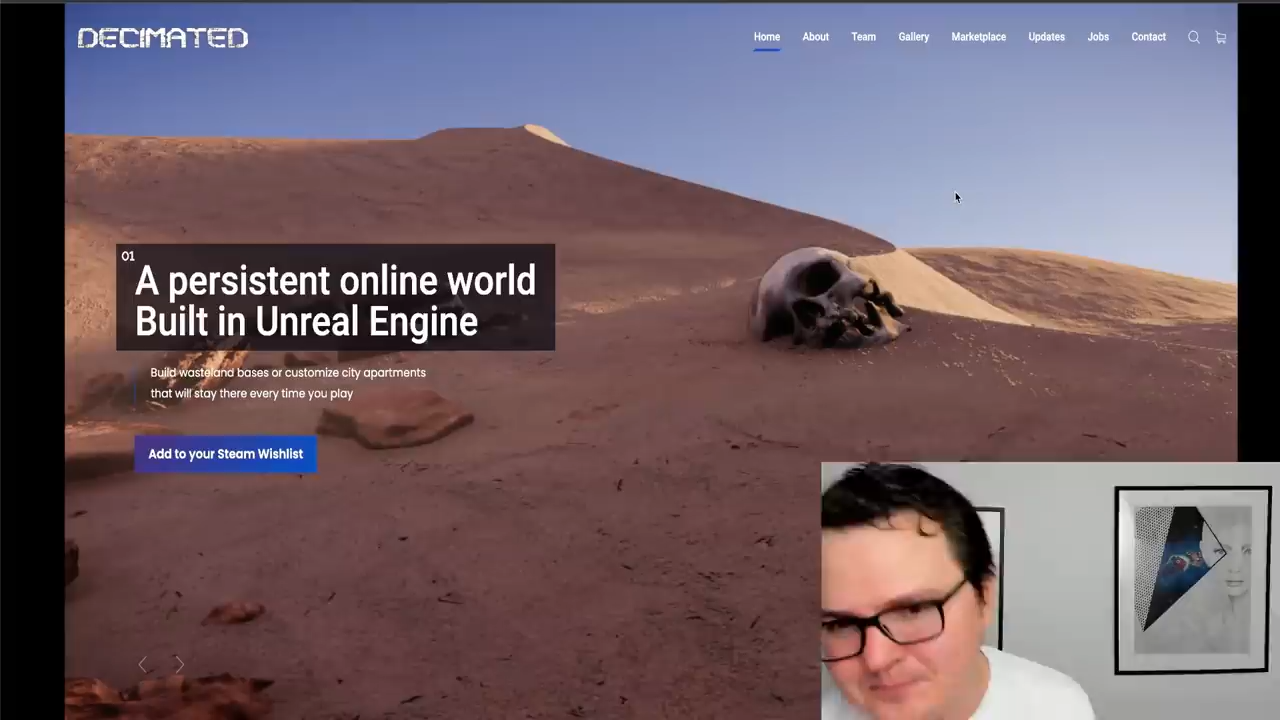 DECIMATED
Home About Team Gallery Marketplace Updates Jobs Contact
01
A persistent online world
Built in Unreal Engine
Build wasteland bases or customize city apartments
that will stay there every time you play
Add to your Steam Wishlist